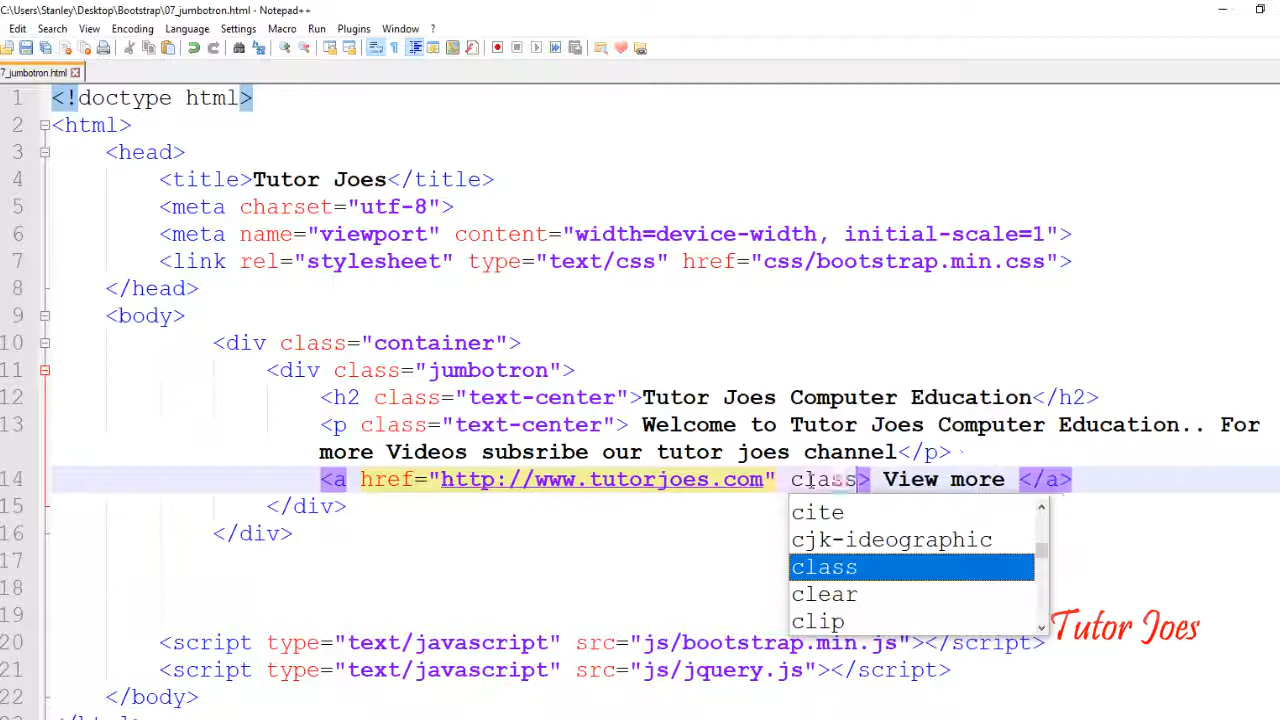 C:\Users\Stanley\Desktop\Bootstrap\07_jumbotron.html - Notepad++
Edit Search View Encoding Language Settings Macro Run Plugins Window ?
7_jumbotron.html
1 <!doctype html>
2 <html>
3 <head>
4 <title>Tutor Joes</title>
5 <meta charset="utf-8">
6 <meta name="viewport" content="width=device-width, initial-scale=1">
7 <link rel="stylesheet" type="text/css" href="css/bootstrap.min.css">
8 </head>
9 <body>
10 <div class="container">
11 <div class="jumbotron">
12 <h2 class="text-center">Tutor Joes Computer Education</h2>
13 <p class="text-center"> Welcome to Tutor Joes Computer Education.. For
more Videos subsribe our tutor joes channel</p>
14 <a href="http://www.tutorjoes.com" class> View more </a>
15 </div>
cite
16 </div>
cjk-ideographic
17
class
18
clear
19
clip
Tutor Joes
20 <script type="text/javascript" src="js/bootstrap.min.js"></script>
21 <script type="text/javascript" src="js/jquery.js"></script>
22 </body>